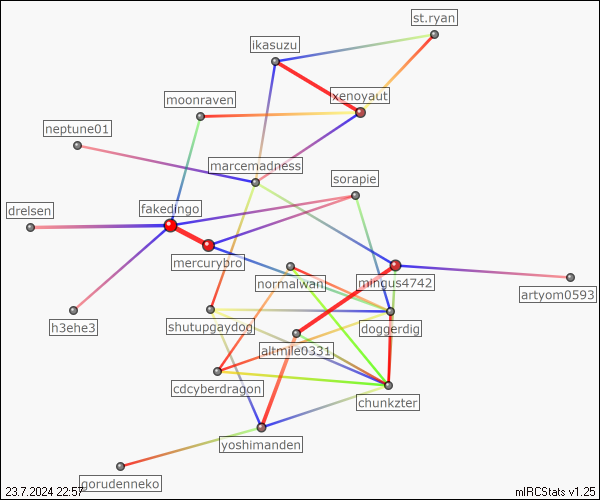 st.ryan
ikasuzu
xenoyaut
moonraven
neptune01
marcemadness
sorapie
drelsen
fakedingo
mercurybro
normalwan
mingus4742
artyom0593
h3ehe3
shutupgaydog
doggerdig
altmile0331
cdcyberdragon
chunkzter
yoshimanden
gorudenneko
23.7.2024 22:57
mIRCStats v1.25